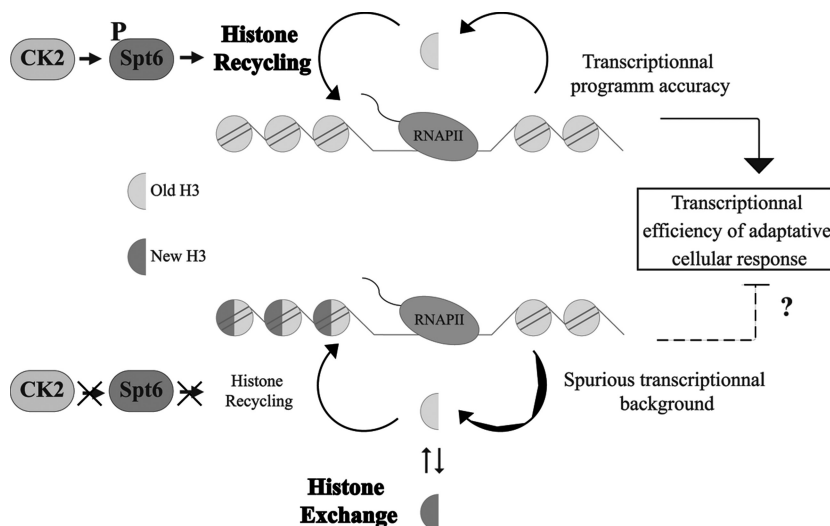 P
CK2
Spt6
Histone
Recycling
Transcriptionnal
programm accuracy
RNAPII
Old H3
New H3
Transcriptionnal
efficiency of adaptative
cellular response
?
RNAPII
CK2
Spt6
Histone
Recycling
Spurious transcriptionnal
background
Histone
Exchange